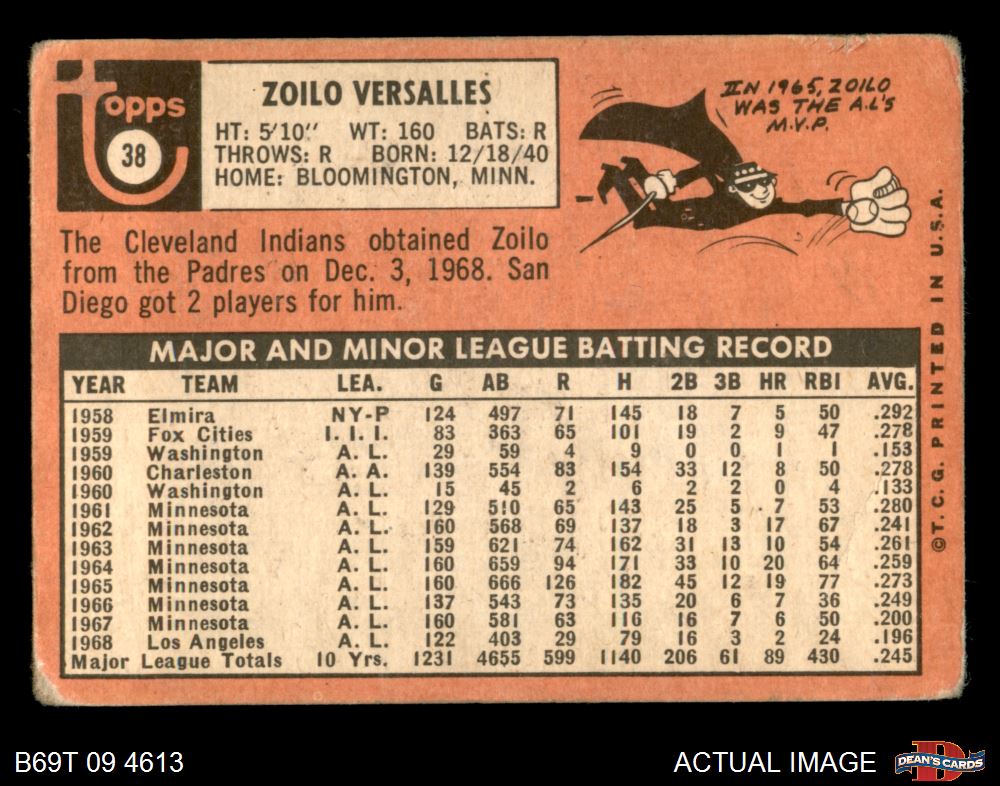 Topps
38
ZOILO VERSALLES
HT: 5'10" WT: 160 BATS: R
THROWS: R BORN: 12/18/40
HOME: BLOOMINGTON, MINN.
IN 1965, ZOILO
WAS THE A.L.'S
M.V.P.
The Cleveland Indians obtained Zoilo
from the Padres on Dec. 3, 1968. San
Diego got 2 players for him.
MAJOR AND MINOR LEAGUE BATTING RECORD
YEAR TEAM LEA. G AB R H 2B 3B HR RBI AVG.
1958 Elmira NY-P 124 497 71 145 18 7 5 50 .292
1959 Fox Cities I. I. I. 83 363 65 101 19 2 9 47 .278
1959 Washington A. L. 29 59 4 9 0 0 1 1 .153
1960 Charleston A. A. 139 554 83 154 33 12 8 50 .278
1960 Washington A. L. 15 45 2 6 2 2 0 4 .133
1961 Minnesota A. L. 129 510 65 143 25 5 7 53 .280
1962 Minnesota A. L. 160 568 69 137 18 3 17 67 .241
1963 Minnesota A. L. 159 621 74 162 31 13 10 54 .261
1964 Minnesota A. L. 160 659 94 171 33 10 20 64 .259
1965 Minnesota A. L. 160 666 126 182 45 12 19 77 .273
1966 Minnesota A. L. 137 543 73 135 20 6 7 36 .249
1967 Minnesota A. L. 160 581 63 116 16 7 6 50 .200
1968 Los Angeles A. L. 122 403 29 79 16 3 2 24 .196
Major League Totals 10 Yrs. 1231 4655 599 1140 206 61 89 430 .245
©T. C. G. PRINTED IN U.S.A.
B69T 09 4613
ACTUAL IMAGE
DEAN'S CARDS